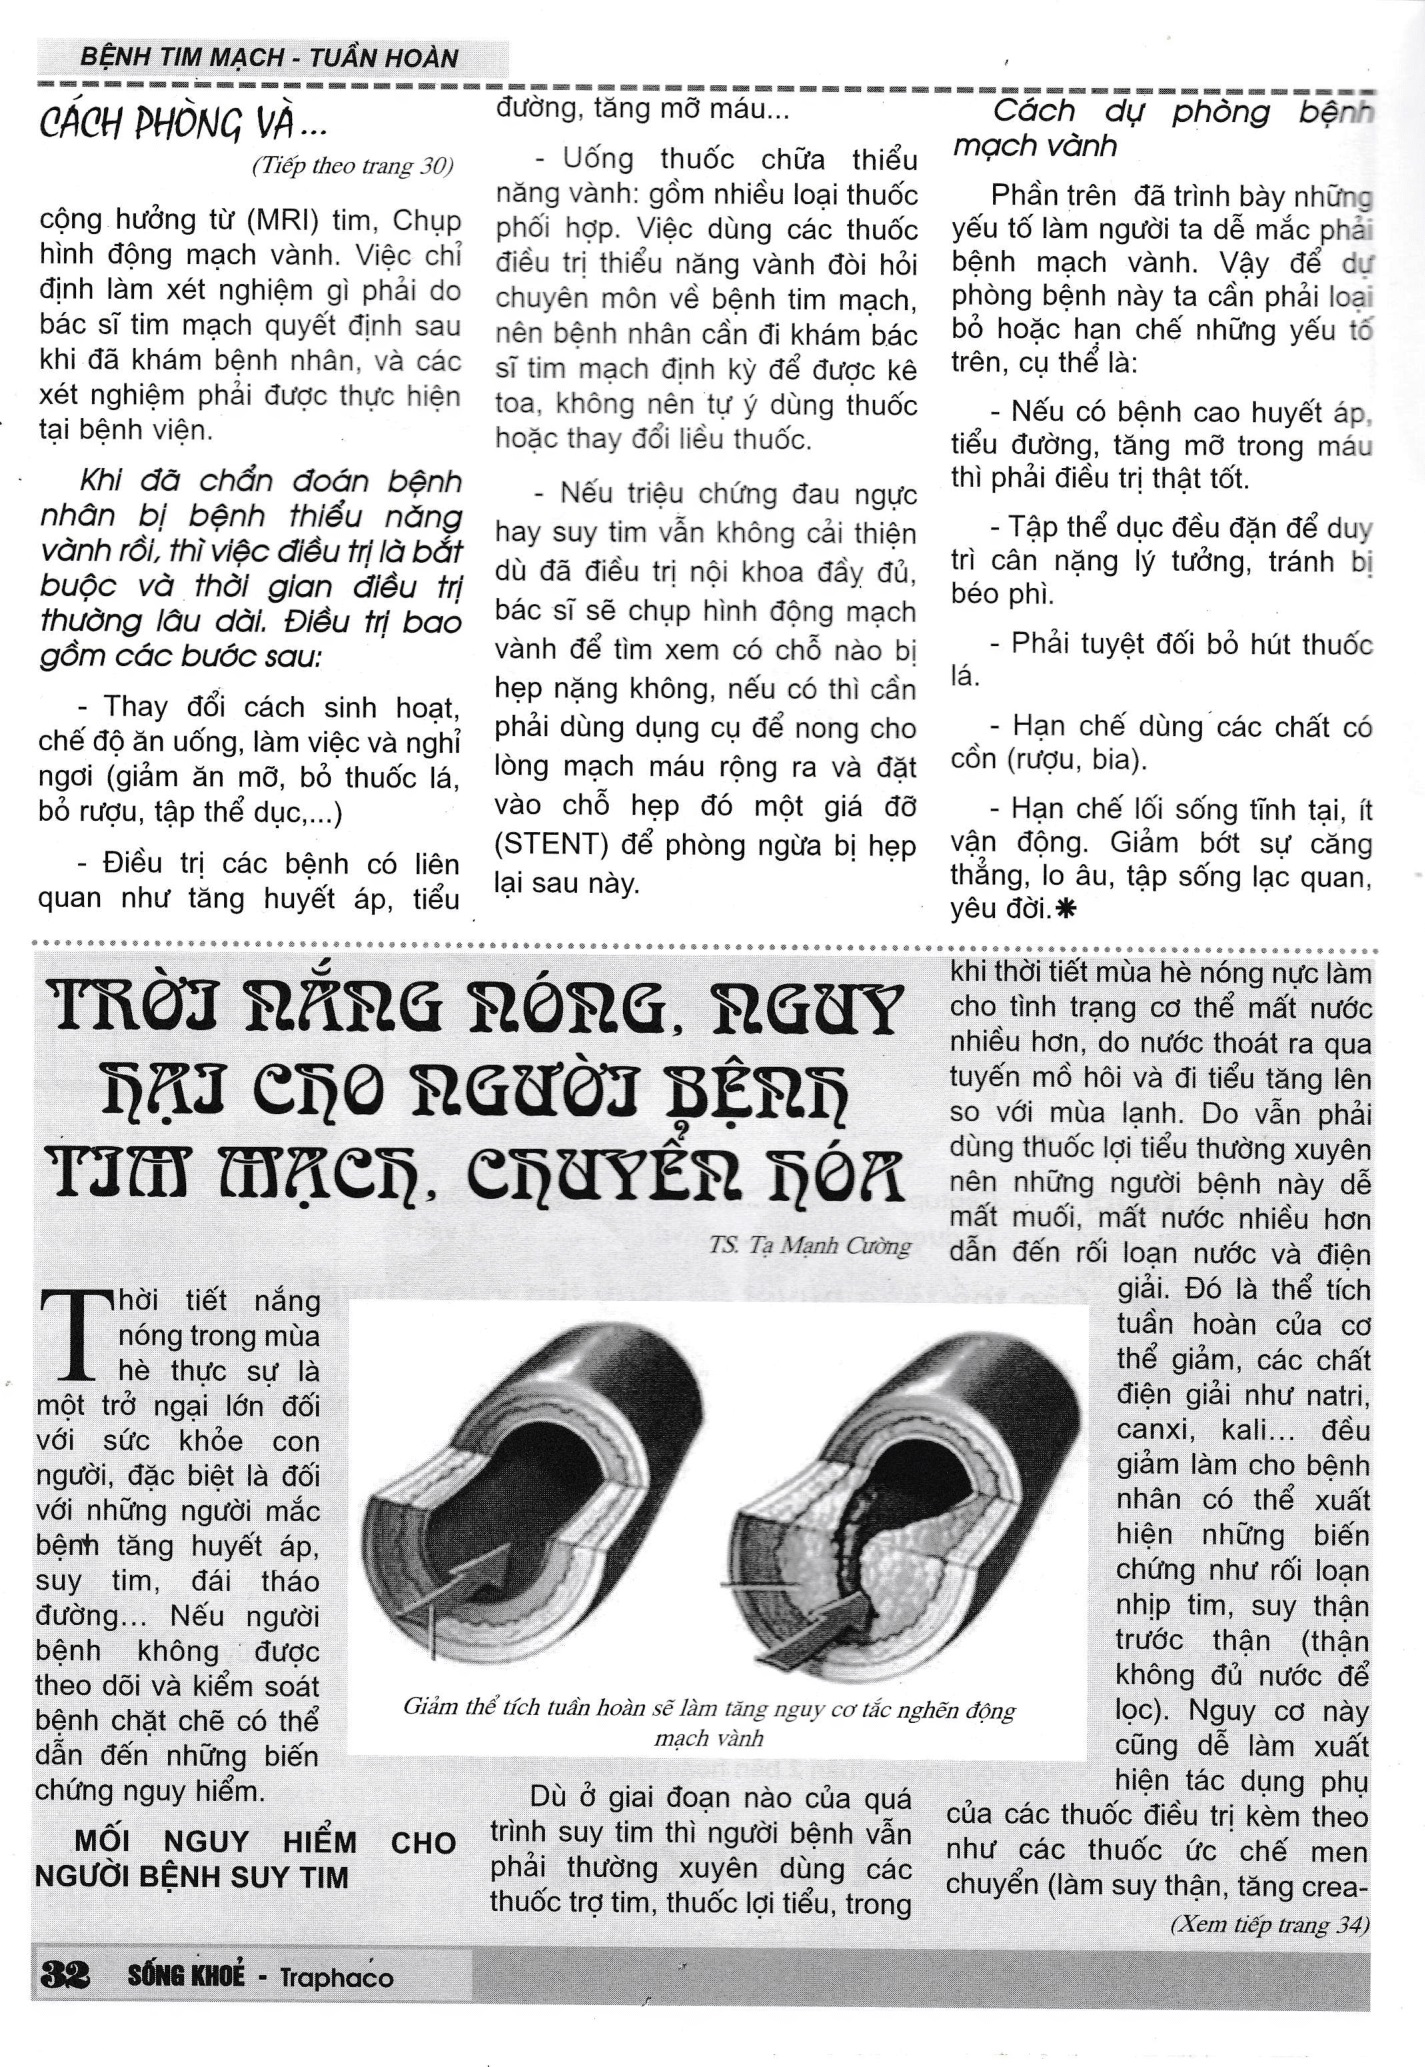 BỆNH TIM MẠCH - TUẦN HOÀN
CÁCH PHÒNG VÀ...
(Tiếp theo trang 30)
cộng hưởng từ (MRI) tim, Chụp
hình động mạch vành. Việc chỉ
định làm xét nghiệm gì phải do
bác sĩ tim mạch quyết định sau
khi đã khám bệnh nhân, và các
xét nghiệm phải được thực hiện
tại bệnh viện.
Khi đã chẩn đoán bệnh
nhân bị bệnh thiểu năng
vành rồi, thì việc điều trị là bắt
buộc và thời gian điều trị
thường lâu dài. Điều trị bao
gồm các bước sau:
- Thay đổi cách sinh hoạt,
chế độ ăn uống, làm việc và nghỉ
ngơi (giảm ăn mỡ, bỏ thuốc lá,
bỏ rượu, tập thể dục,...)
- Điều trị các bệnh có liên
quan như tăng huyết áp, tiểu
đường, tăng mỡ máu...
- Uống thuốc chữa thiểu
năng vành: gồm nhiều loại thuốc
phối hợp. Việc dùng các thuốc
điều trị thiểu năng vành đòi hỏi
chuyên môn về bệnh tim mạch,
nên bệnh nhân cần đi khám bác
sĩ tim mạch định kỳ để được kê
toa, không nên tự ý dùng thuốc
hoặc thay đổi liều thuốc.
- Nếu triệu chứng đau ngực
hay suy tim vẫn không cải thiện
dù đã điều trị nội khoa đầy đủ,
bác sĩ sẽ chụp hình động mạch
vành để tìm xem có chỗ nào bị
hẹp nặng không, nếu có thì cần
phải dùng dụng cụ để nong cho
lòng mạch máu rộng ra và đặt
vào chỗ hẹp đó một giá đỡ
(STENT) để phòng ngừa bị hẹp
lại sau này.
Cách dự phòng bệnh
mạch vành
Phần trên đã trình bày những
yếu tố làm người ta dễ mắc phải
bệnh mạch vành. Vậy để dự
phòng bệnh này ta cần phải loại
bỏ hoặc hạn chế những yếu tố
trên, cụ thể là:
- Nếu có bệnh cao huyết áp,
tiểu đường, tăng mỡ trong máu
thì phải điều trị thật tốt.
- Tập thể dục đều đặn để duy
trì cân nặng lý tưởng, tránh bị
béo phì.
- Phải tuyệt đối bỏ hút thuốc
lá.
- Hạn chế dùng các chất có
cồn (rượu, bia).
- Hạn chế lối sống tĩnh tại, ít
vận động. Giảm bớt sự căng
thẳng, lo âu, tập sống lạc quan,
yêu đời.✱
TRỜI NẮNG NÓNG, NGUY
HẠI CHO NGƯỜI BỆNH
TIM MẠCH, CHUYỂN HÓA
TS. Tạ Mạnh Cường
Thời tiết nắng
nóng trong mùa
hè thực sự là
một trở ngại lớn đối
với sức khỏe con
người, đặc biệt là đối
với những người mắc
bệnh tăng huyết áp,
suy tim, đái tháo
đường... Nếu người
bệnh không được
theo dõi và kiểm soát
bệnh chặt chẽ có thể
dẫn đến những biến
chứng nguy hiểm.
MỐI NGUY HIỂM CHO
NGƯỜI BỆNH SUY TIM
Giảm thể tích tuần hoàn sẽ làm tăng nguy cơ tắc nghẽn động
mạch vành
Dù ở giai đoạn nào của quá
trình suy tim thì người bệnh vẫn
phải thường xuyên dùng các
thuốc trợ tim, thuốc lợi tiểu, trong
khi thời tiết mùa hè nóng nực làm
cho tình trạng cơ thể mất nước
nhiều hơn, do nước thoát ra qua
tuyến mồ hôi và đi tiểu tăng lên
so với mùa lạnh. Do vẫn phải
dùng thuốc lợi tiểu thường xuyên
nên những người bệnh này dễ
mất muối, mất nước nhiều hơn
dẫn đến rối loạn nước và điện
giải. Đó là thể tích
tuần hoàn của cơ
thể giảm, các chất
điện giải như natri,
canxi, kali... đều
giảm làm cho bệnh
nhân có thể xuất
hiện những biến
chứng như rối loạn
nhịp tim, suy thận
trước thận (thận
không đủ nước để
lọc). Nguy cơ này
cũng dễ làm xuất
hiện tác dụng phụ
của các thuốc điều trị kèm theo
như các thuốc ức chế men
chuyển (làm suy thận, tăng crea-
(Xem tiếp trang 34)
32 SỐNG KHOẺ - Traphaco